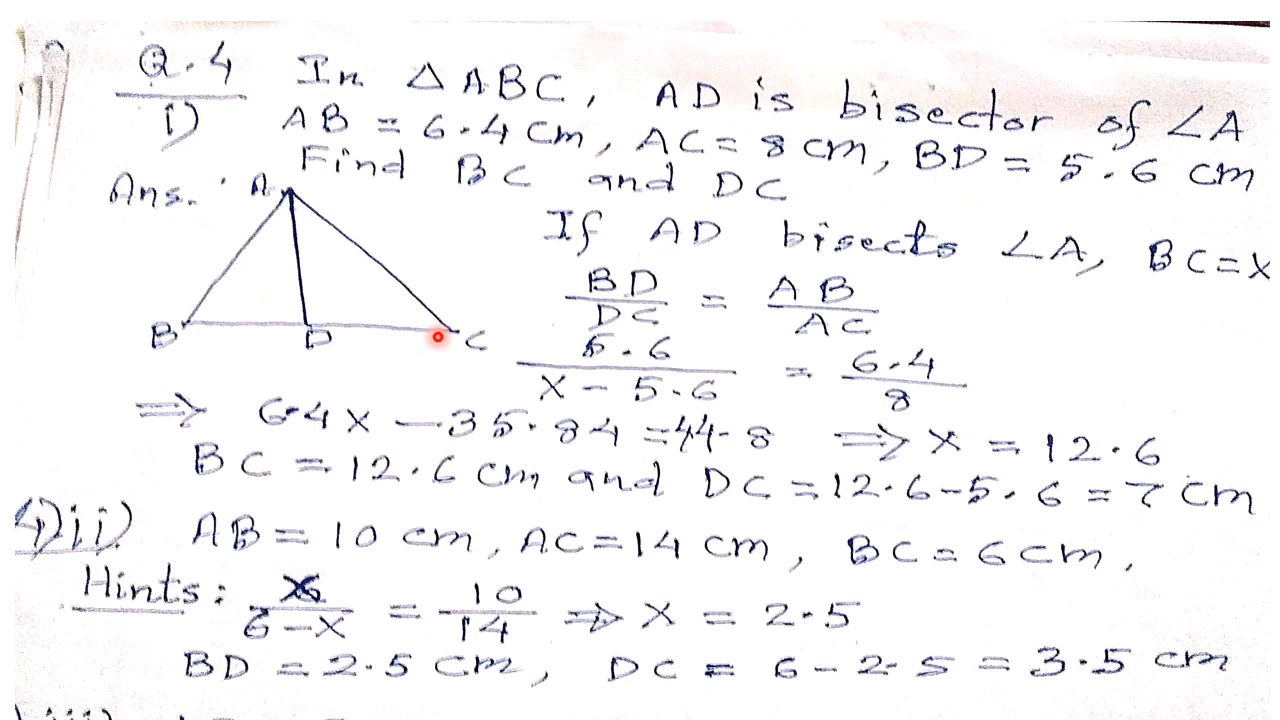 Q.4 In △ ABC, AD is bisector of ∠A
i) AB = 6.4 cm, AC = 8 cm, BD = 5.6 cm
Find BC and DC
Ans. A
If AD bisects ∠A, BC = x
BD/DC = AB/AC
B D C
5.6/(x - 5.6) = 6.4/8
⇒ 6.4x - 35.84 = 44.8 ⇒ x = 12.6
BC = 12.6 cm and DC = 12.6 - 5.6 = 7 cm
4) ii) AB = 10 cm, AC = 14 cm, BC = 6 cm.
Hints: x/(6 - x) = 10/14 ⇒ x = 2.5
BD = 2.5 cm, DC = 6 - 2.5 = 3.5 cm